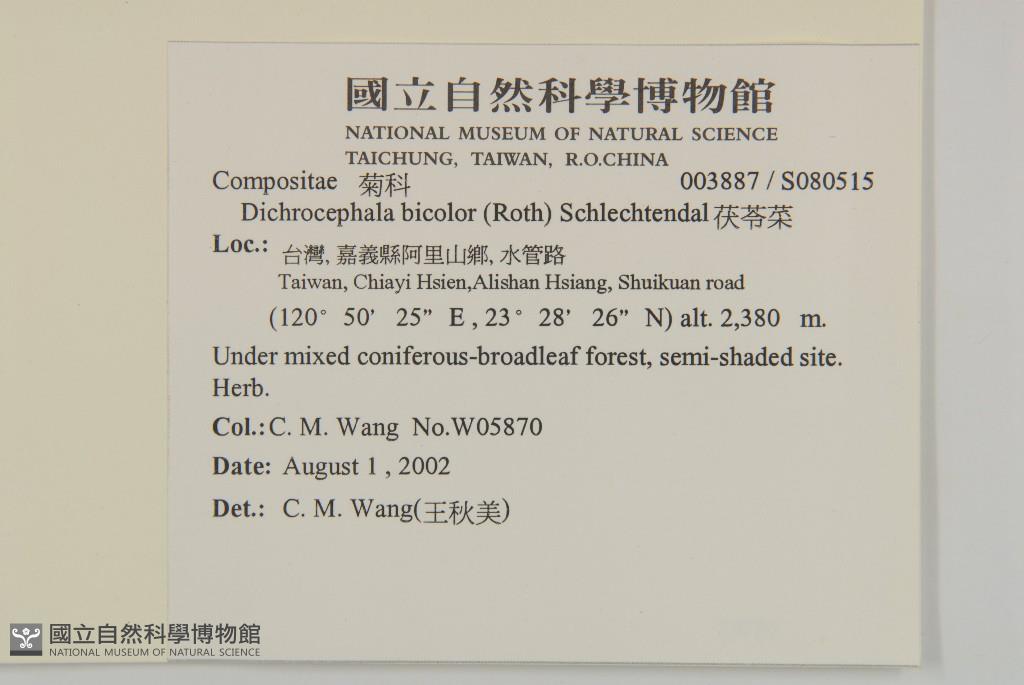 國立自然科學博物館
NATIONAL MUSEUM OF NATURAL SCIENCE
TAICHUNG, TAIWAN, R.O.CHINA
Compositae 菊科 003887 / S080515
Dichrocephala bicolor (Roth) Schlechtendal 茯苓菜
Loc.: 台灣, 嘉義縣阿里山鄉, 水管路
Taiwan, Chiayi Hsien,Alishan Hsiang, Shuikuan road
(120° 50’ 25” E , 23° 28’ 26” N) alt. 2,380 m.
Under mixed coniferous-broadleaf forest, semi-shaded site.
Herb.
Col.: C. M. Wang No.W05870
Date: August 1 , 2002
Det.: C. M. Wang(王秋美)
國立自然科學博物館
NATIONAL MUSEUM OF NATURAL SCIENCE